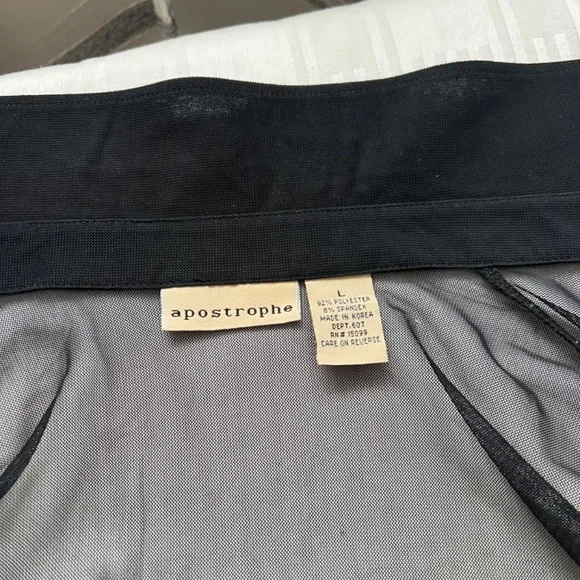 apostrophe
L
92% POLYESTER
8% SPANDEX
MADE IN KOREA
DEPT.607
RN# 15099
CARE ON REVERSE